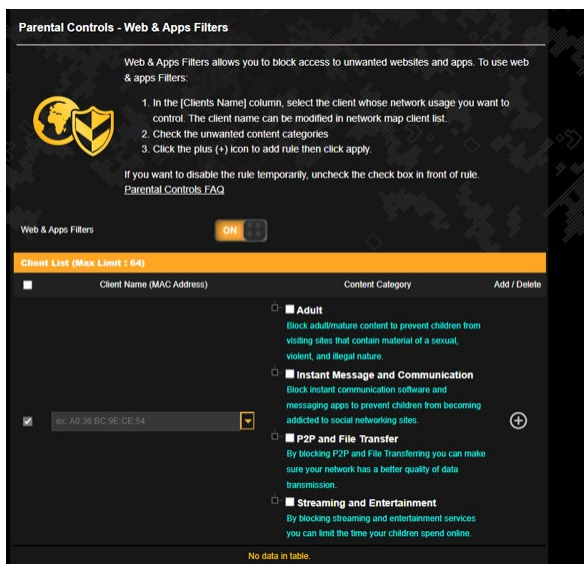 Parental Controls - Web & Apps Filters
Web & Apps Filters allows you to block access to unwanted websites and apps. To use web
& apps Filters:
1. In the [Clients Name] column, select the client whose network usage you want to
control. The client name can be modified in network map client list.
2. Check the unwanted content categories
3. Click the plus (+) icon to add rule then click apply.
If you want to disable the rule temporarily, uncheck the check box in front of rule.
Parental Controls FAQ
Web & Apps Filters
ON
Client List (Max Limit : 64)
Client Name (MAC Address)
Content Category
Add / Delete
ex: A0:36:BC:9E:CE:54
Adult
Block adult/mature content to prevent children from
visiting sites that contain material of a sexual,
violent, and illegal nature.
Instant Message and Communication
Block instant communication software and
messaging apps to prevent children from becoming
addicted to social networking sites.
P2P and File Transfer
By blocking P2P and File Transferring you can make
sure your network has a better quality of data
transmission.
Streaming and Entertainment
By blocking streaming and entertainment services
you can limit the time your children spend online.
No data in table.